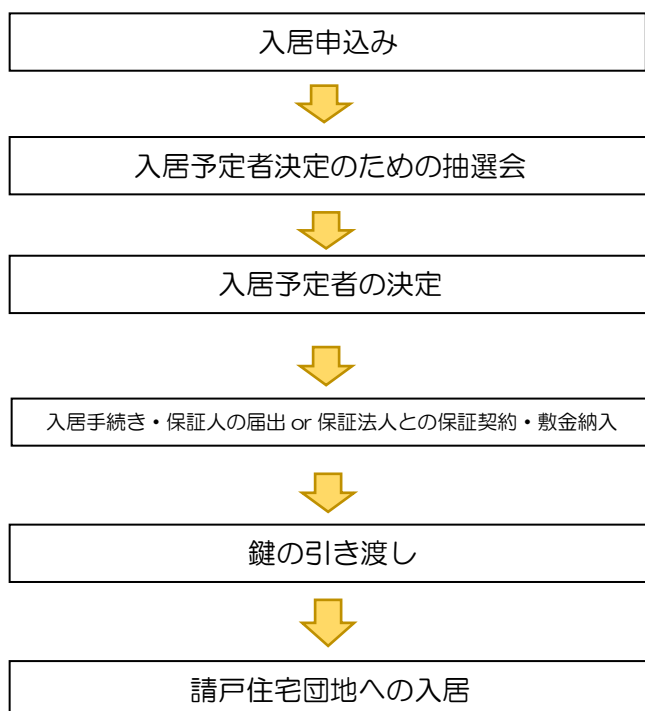 入居申込み
入居予定者決定のための抽選会
入居予定者の決定
入居手続き・保証人の届出 or 保証法人との保証契約・敷金納入
鍵の引き渡し
請戸住宅団地への入居